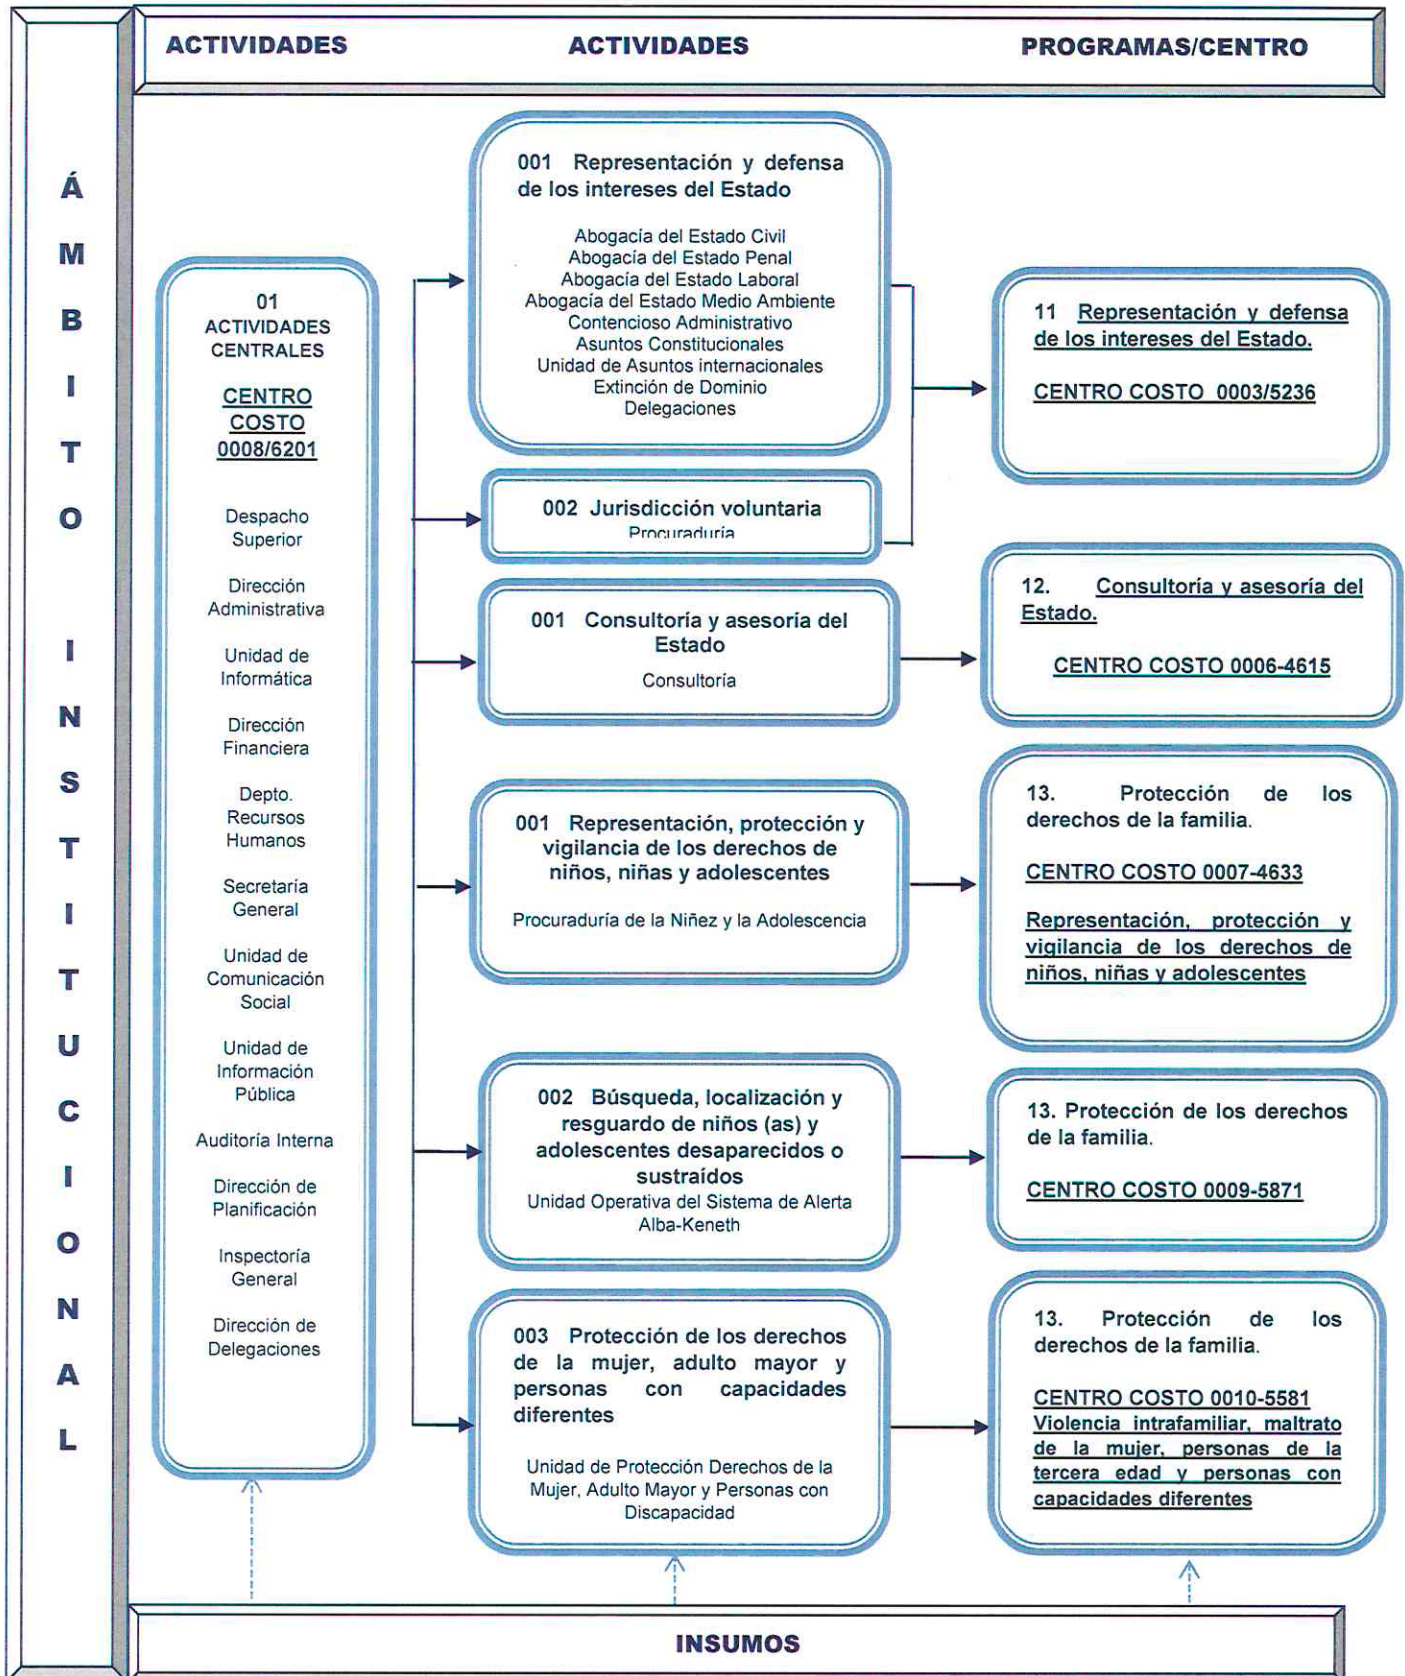 ACTIVIDADES
ACTIVIDADES
PROGRAMAS/CENTRO
ÁMBITO INSTITUCIONAL
01
ACTIVIDADES
CENTRALES
CENTRO
COSTO
0008/6201
Despacho
Superior
Dirección
Administrativa
Unidad de
Informática
Dirección
Financiera
Depto.
Recursos
Humanos
Secretaría
General
Unidad de
Comunicación
Social
Unidad de
Información
Pública
Auditoría Interna
Dirección de
Planificación
Inspectoría
General
Dirección de
Delegaciones
001 Representación y defensa
de los intereses del Estado
Abogacía del Estado Civil
Abogacía del Estado Penal
Abogacía del Estado Laboral
Abogacía del Estado Medio Ambiente
Contencioso Administrativo
Asuntos Constitucionales
Unidad de Asuntos internacionales
Extinción de Dominio
Delegaciones
002 Jurisdicción voluntaria
Procuraduría
001 Consultoría y asesoría del
Estado
Consultoría
001 Representación, protección y
vigilancia de los derechos de
niños, niñas y adolescentes
Procuraduría de la Niñez y la Adolescencia
002 Búsqueda, localización y
resguardo de niños (as) y
adolescentes desaparecidos o
sustraídos
Unidad Operativa del Sistema de Alerta
Alba-Keneth
003 Protección de los derechos
de la mujer, adulto mayor y
personas con capacidades
diferentes
Unidad de Protección Derechos de la
Mujer, Adulto Mayor y Personas con
Discapacidad
11 Representación y defensa
de los intereses del Estado.
CENTRO COSTO 0003/5236
12. Consultoría y asesoría del
Estado.
CENTRO COSTO 0006-4615
13. Protección de los
derechos de la familia.
CENTRO COSTO 0007-4633
Representación, protección y
vigilancia de los derechos de
niños, niñas y adolescentes
13. Protección de los derechos
de la familia.
CENTRO COSTO 0009-5871
13. Protección de los
derechos de la familia.
CENTRO COSTO 0010-5581
Violencia intrafamiliar, maltrato
de la mujer, personas de la
tercera edad y personas con
capacidades diferentes
INSUMOS